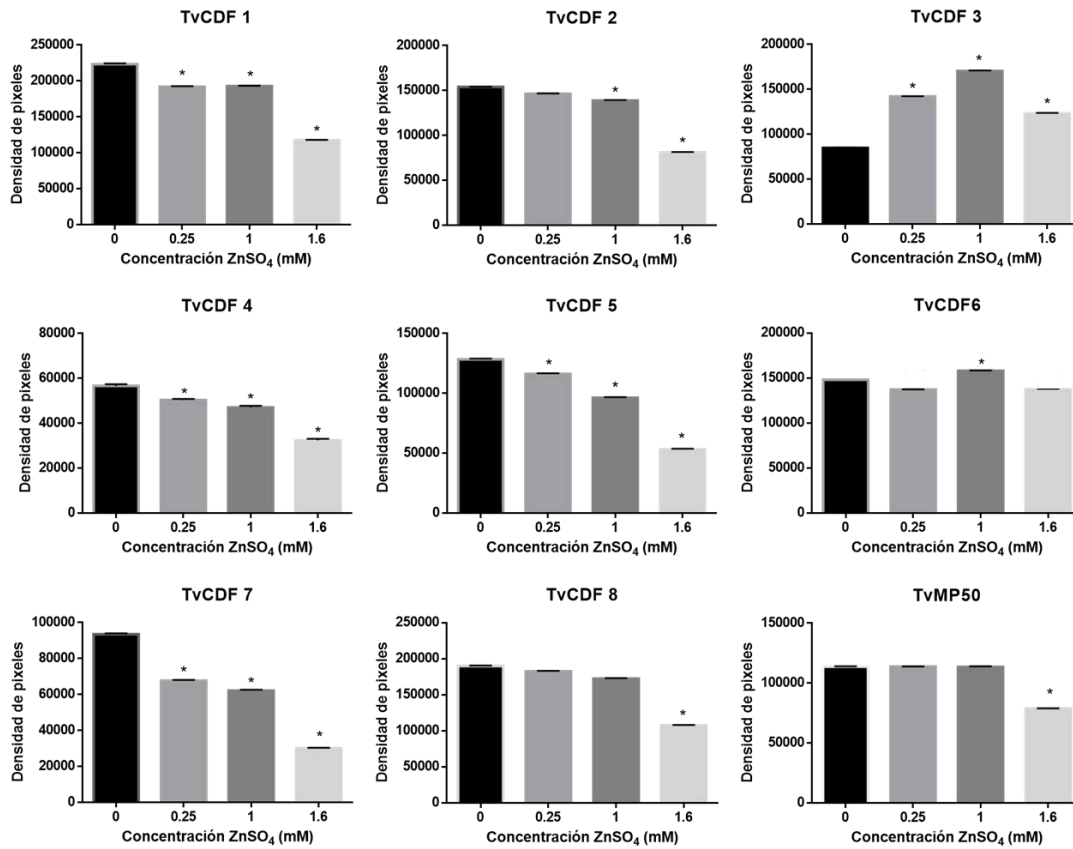 TvCDF 1
Densidad de pixeles
250000
200000
150000
100000
50000
0
*
*
*
0 0.25 1 1.6
Concentración ZnSO₄ (mM)
TvCDF 2
Densidad de pixeles
200000
150000
100000
50000
0
*
*
0 0.25 1 1.6
Concentración ZnSO₄ (mM)
TvCDF 3
Densidad de pixeles
200000
150000
100000
50000
0
*
*
*
0 0.25 1 1.6
Concentración ZnSO₄ (mM)
TvCDF 4
Densidad de pixeles
80000
60000
40000
20000
0
*
*
*
0 0.25 1 1.6
Concentración ZnSO₄ (mM)
TvCDF 5
Densidad de pixeles
150000
100000
50000
0
*
*
*
0 0.25 1 1.6
Concentración ZnSO₄ (mM)
TvCDF6
Densidad de pixeles
200000
150000
100000
50000
0
*
0 0.25 1 1.6
Concentración ZnSO₄ (mM)
TvCDF 7
Densidad de pixeles
100000
80000
60000
40000
20000
0
*
*
*
0 0.25 1 1.6
Concentración ZnSO₄ (mM)
TvCDF 8
Densidad de pixeles
250000
200000
150000
100000
50000
0
*
0 0.25 1 1.6
Concentración ZnSO₄ (mM)
TvMP50
Densidad de pixeles
150000
100000
50000
0
*
0 0.25 1 1.6
Concentración ZnSO₄ (mM)